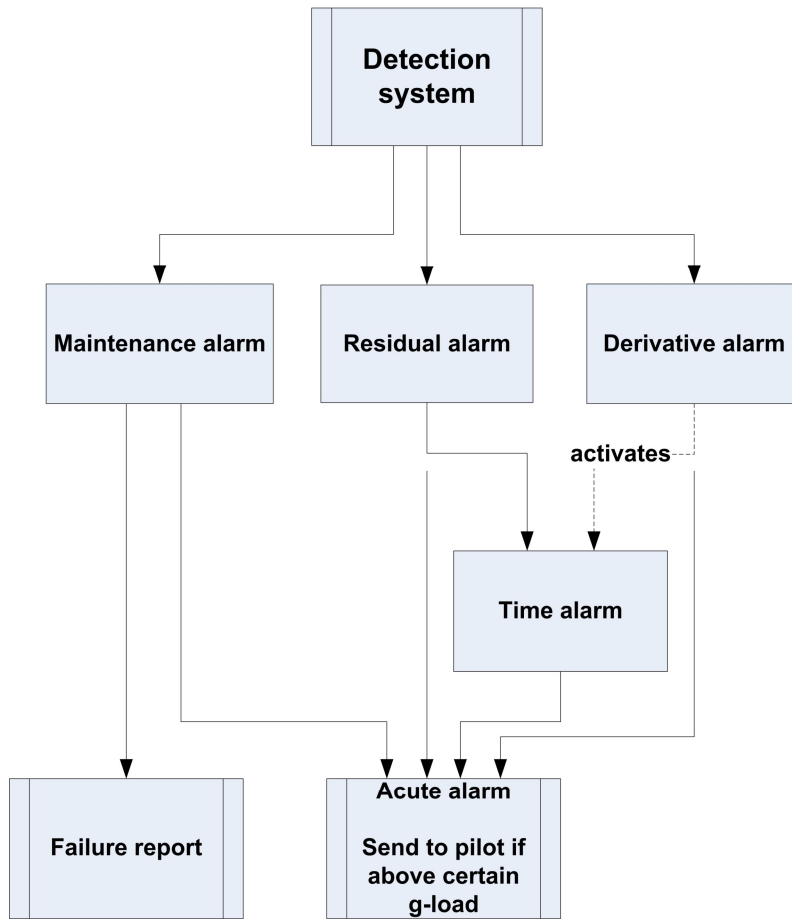 Detection
system
Maintenance alarm
Residual alarm
Derivative alarm
activates
Time alarm
Failure report
Acute alarm
Send to pilot if
above certain
g-load